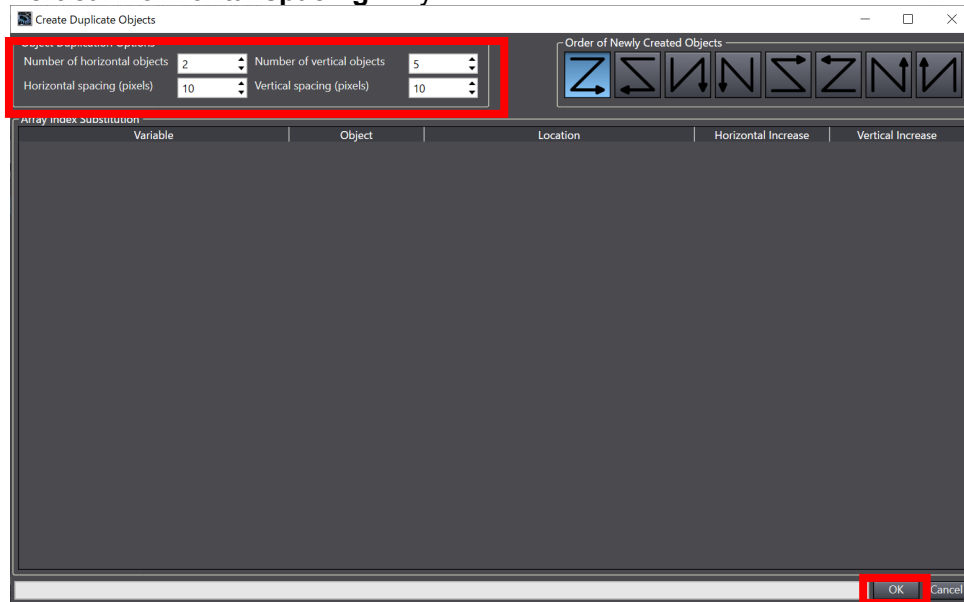 Create Duplicate Objects
Object Duplication Options
Number of horizontal objects 2 Number of vertical objects 5
Horizontal spacing (pixels) 10 Vertical spacing (pixels) 10
Order of Newly Created Objects
Array Index Substitution
Variable Object Location Horizontal Increase Vertical Increase
OK Cancel